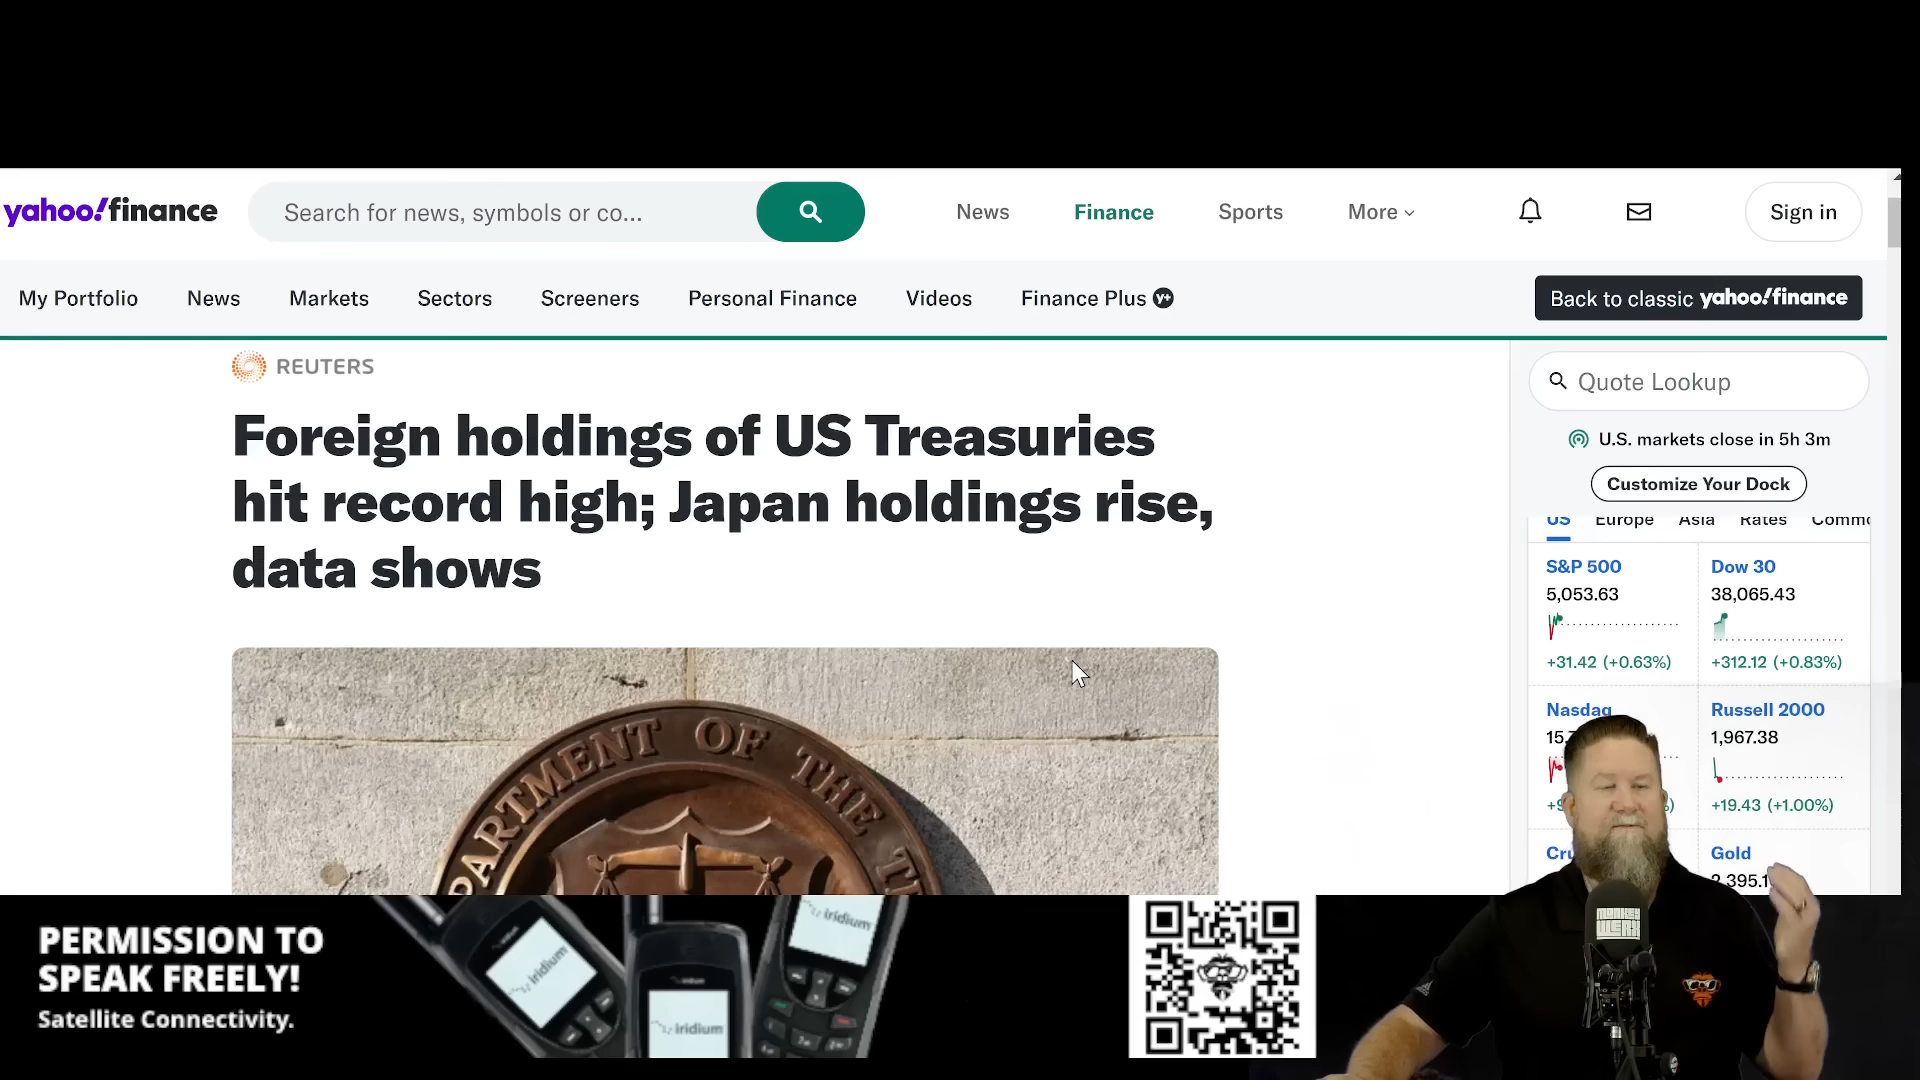 yahoo!finance
Search for news, symbols or co...
News Finance Sports More
Sign in
My Portfolio News Markets Sectors Screeners Personal Finance Videos Finance Plus y+
Back to classic yahoo!finance
REUTERS
Foreign holdings of US Treasuries
hit record high; Japan holdings rise,
data shows
Quote Lookup
U.S. markets close in 5h 3m
Customize Your Dock
US Europe Asia Rates
S&P 500 Dow 30
5,053.63 38,065.43
+31.42 (+0.63%) +312.12 (+0.83%)
Nasdaq Russell 2000
1,967.38
+19.43 (+1.00%)
Gold
DEPARTMENT OF THE
PERMISSION TO
SPEAK FREELY!
Satellite Connectivity.
iridium
iridium
iridium
MONKEY
WERX